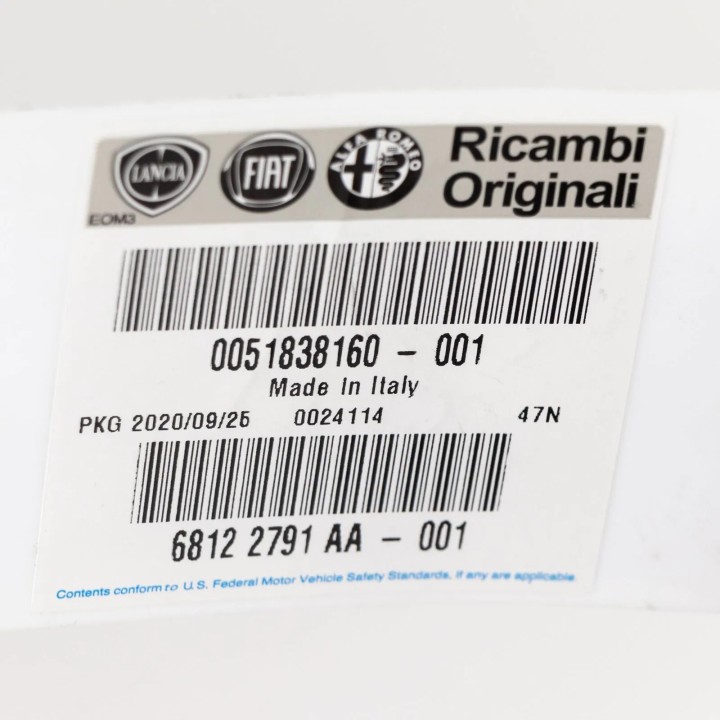 LANCIA
FIAT
ALFA ROMEO
Ricambi
Originali
EOM3
0051838160 - 001
Made in Italy
PKG 2020/09/25 0024114 47N
6812 2791 AA - 001
Contents conform to U.S. Federal Motor Vehicle Safety Standards, if any are applicable.